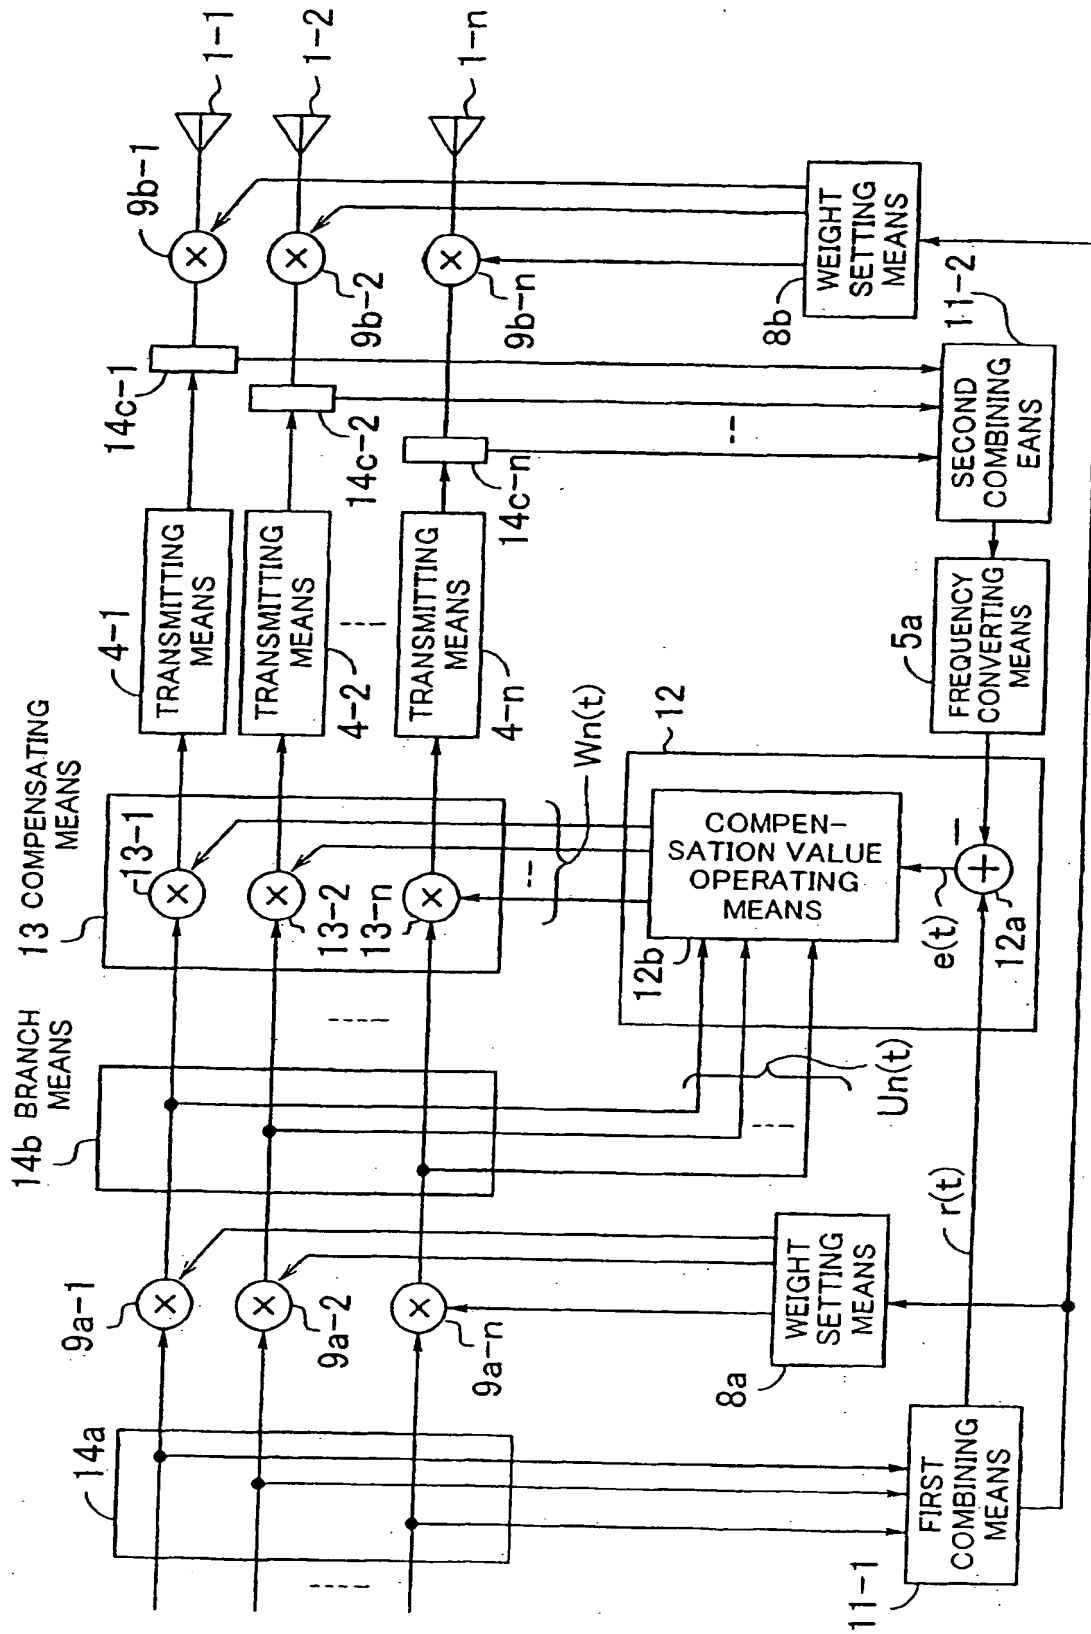 14a
9a-1
9a-2
9a-n
14b BRANCH
MEANS
13 COMPENSATING
MEANS
13-1
13-2
13-n
4-1
TRANSMITTING
MEANS
TRANSMITTING
MEANS
4-2
TRANSMITTING
MEANS
4-n
14c-1
14c-2
14c-n
9b-1
9b-2
9b-n
1-1
1-2
1-n
8a
WEIGHT
SETTING
MEANS
Un(t)
Wn(t)
12
12b
COMPEN-
SATION VALUE
OPERATING
MEANS
e(t)
12a
r(t)
11-1
FIRST
COMBINING
MEANS
5a
FREQUENCY
CONVERTING
MEANS
SECOND
COMBINING
EANS
11-2
8b
WEIGHT
SETTING
MEANS